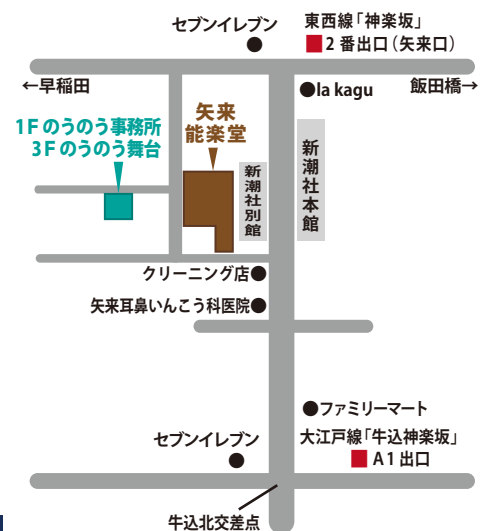 セブンイレブン
東西線「神楽坂」
2番出口（矢来口）
←早稲田
la kagu
飯田橋→
1Fのうのう事務所
3Fのうのう舞台
矢来
能楽堂
新潮社別館
新潮社本館
クリーニング店
矢来耳鼻いんこう科医院
ファミリーマート
セブンイレブン
大江戸線「牛込神楽坂」
A1出口
牛込北交差点